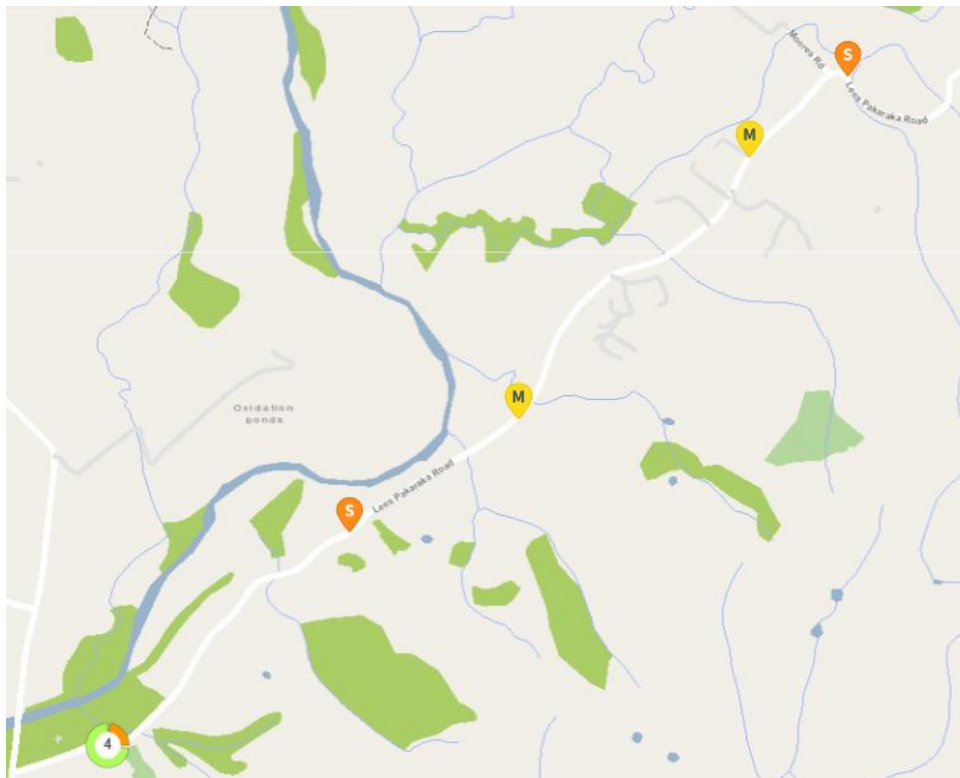 Moores Rd
S
Lees Pakaraka Road
M
M
Oxidation
ponds
Lees Pakaraka Road
S
4